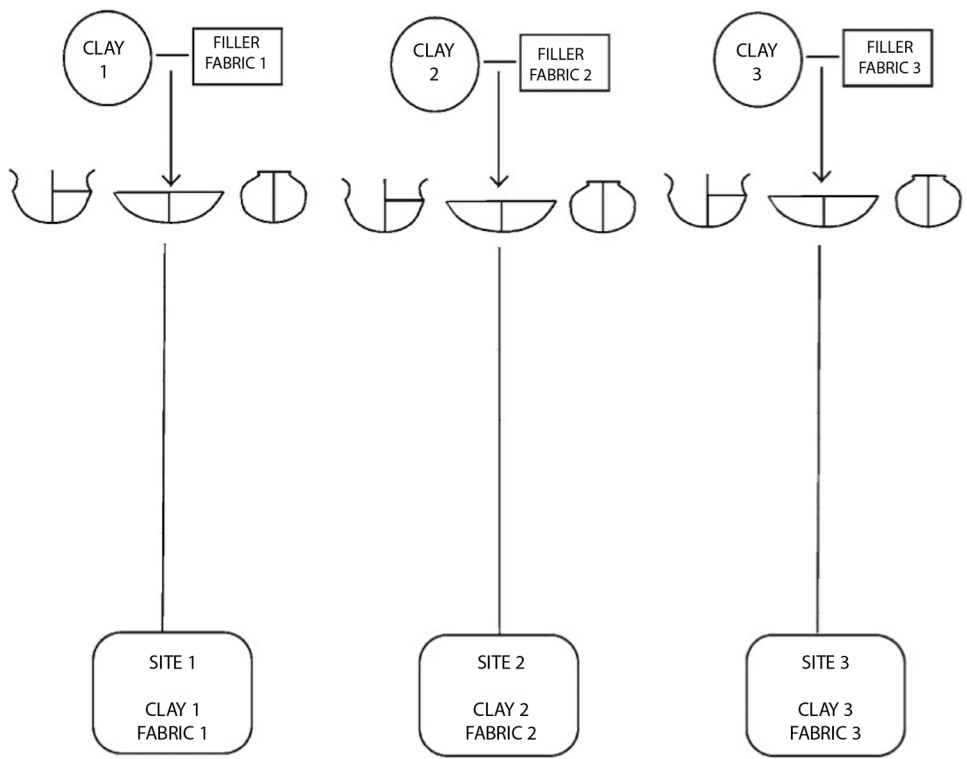 CLAY
1
FILLER
FABRIC 1
CLAY
2
FILLER
FABRIC 2
CLAY
3
FILLER
FABRIC 3
SITE 1
CLAY 1
FABRIC 1
SITE 2
CLAY 2
FABRIC 2
SITE 3
CLAY 3
FABRIC 3